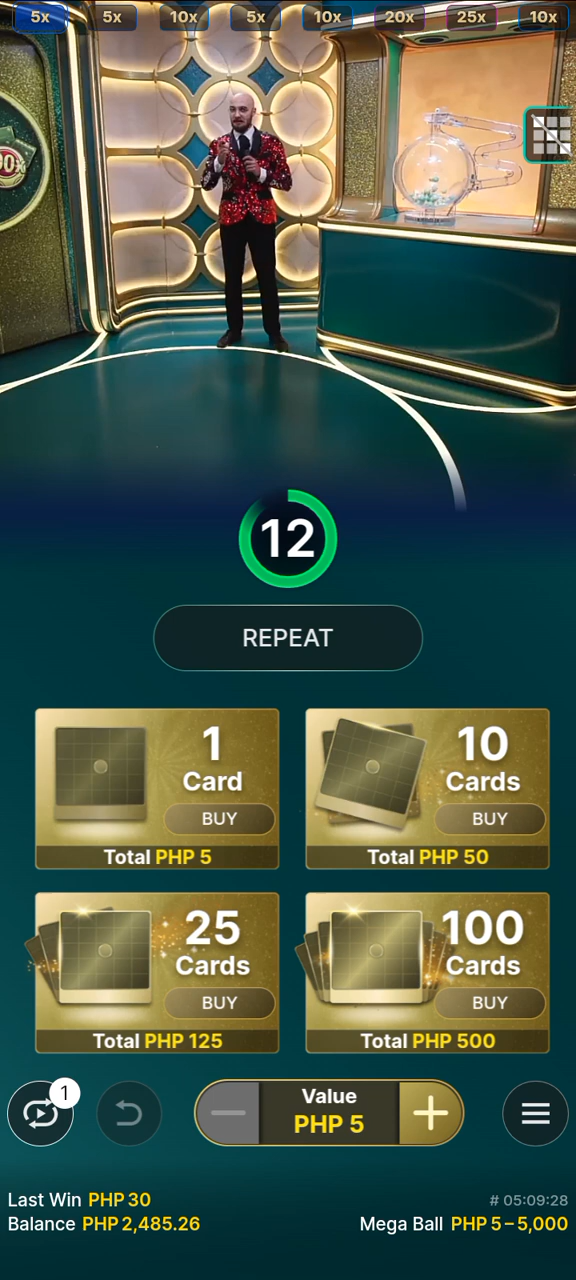 5x 5x 10x 5x 10x 20x 25x 10x
12
REPEAT
1
Card
BUY
Total PHP 5
10
Cards
BUY
Total PHP 50
25
Cards
BUY
Total PHP 125
100
Cards
BUY
Total PHP 500
1
Value
PHP 5
Last Win PHP 30
# 05:09:28
Balance PHP 2,485.26
Mega Ball PHP 5–5,000